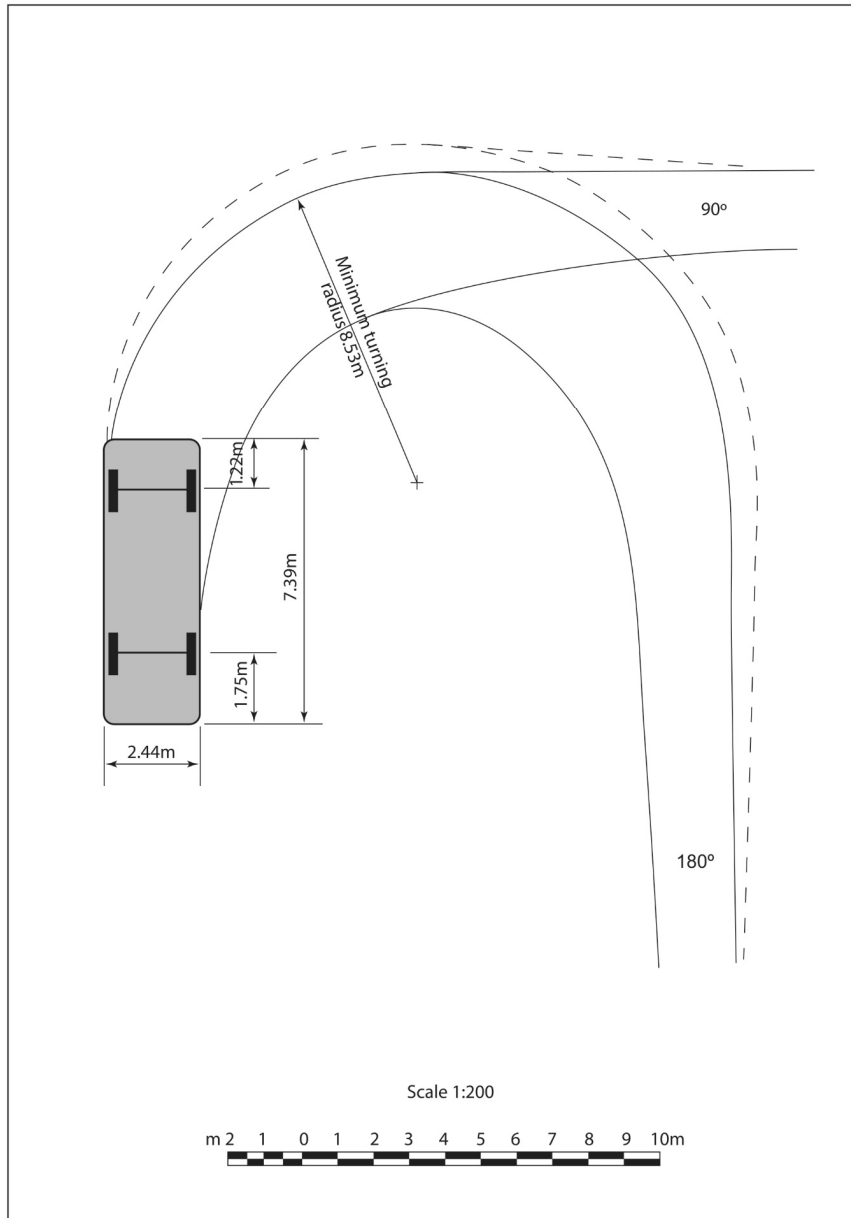 90º
Minimum turning
radius 8.53m
1.22m
7.39m
1.75m
2.44m
180º
Scale 1:200
m 2 1 0 1 2 3 4 5 6 7 8 9 10m